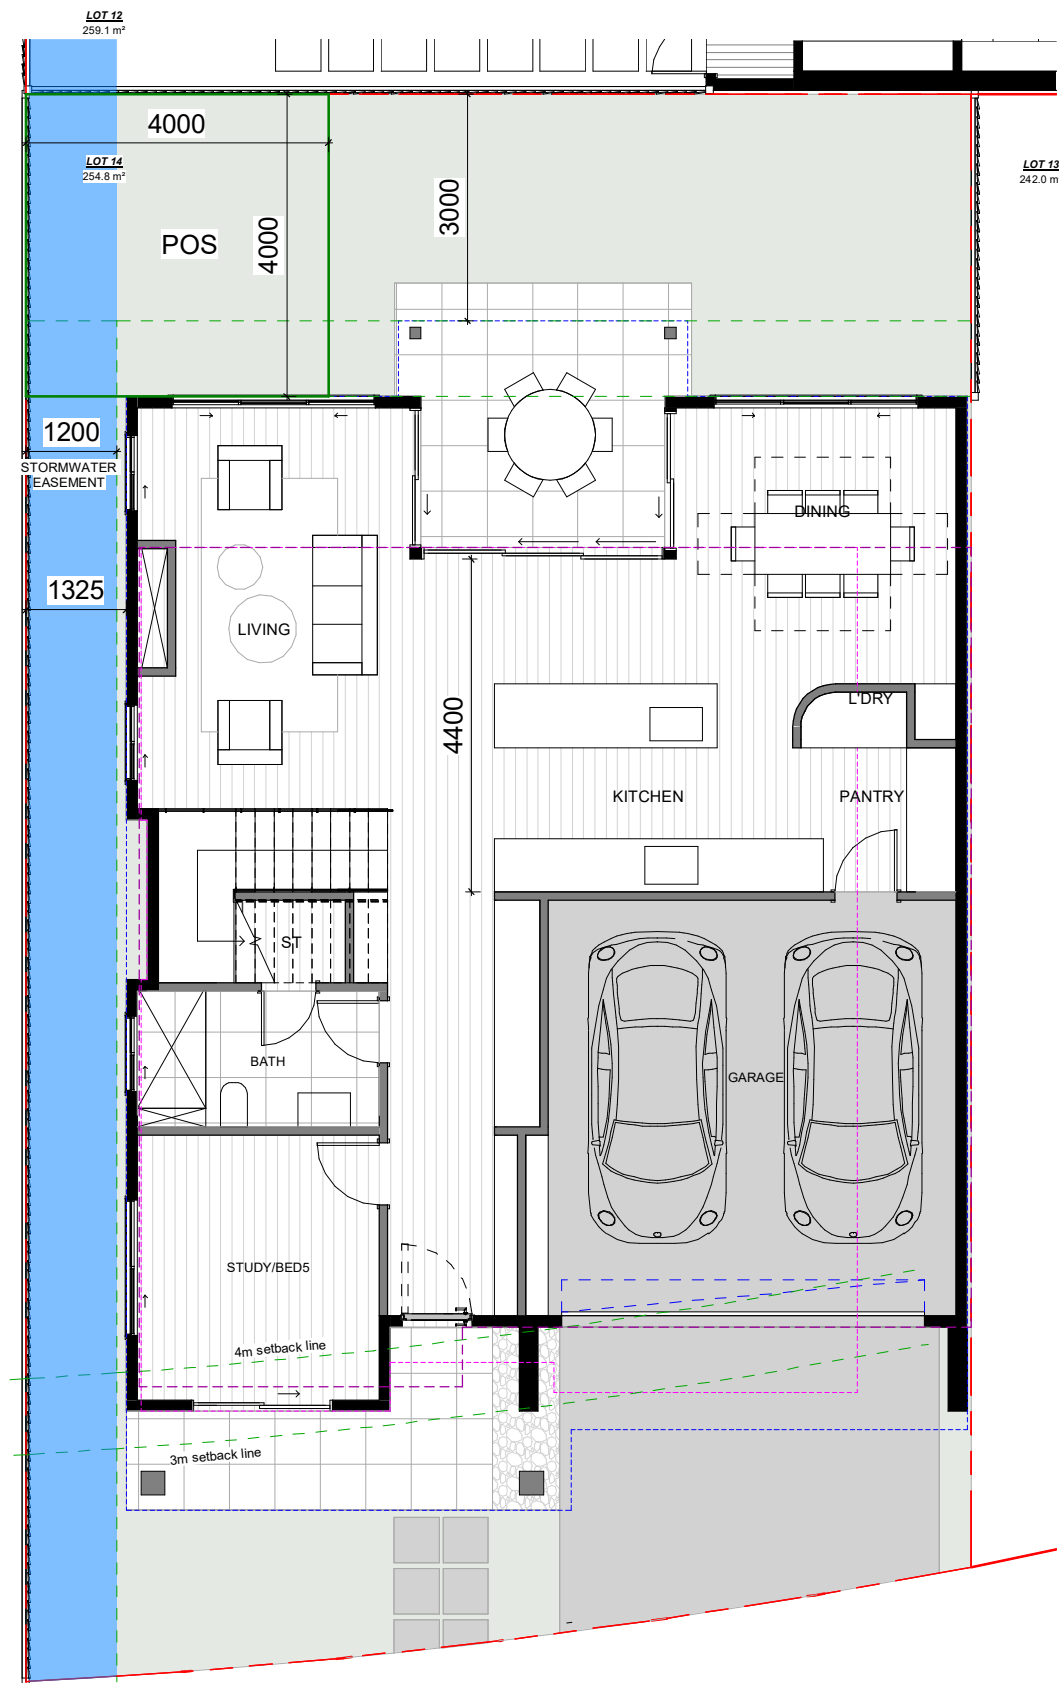 LOT 12
259.1 m²
4000
LOT 14
254.8 m²
LOT 13
242.0 m
3000
4000
POS
1200
STORMWATER
EASEMENT
DINING
1325
LIVING
L'DRY
4400
KITCHEN
PANTRY
ST
BATH
GARAGE
STUDY/BED5
4m setback line
3m setback line